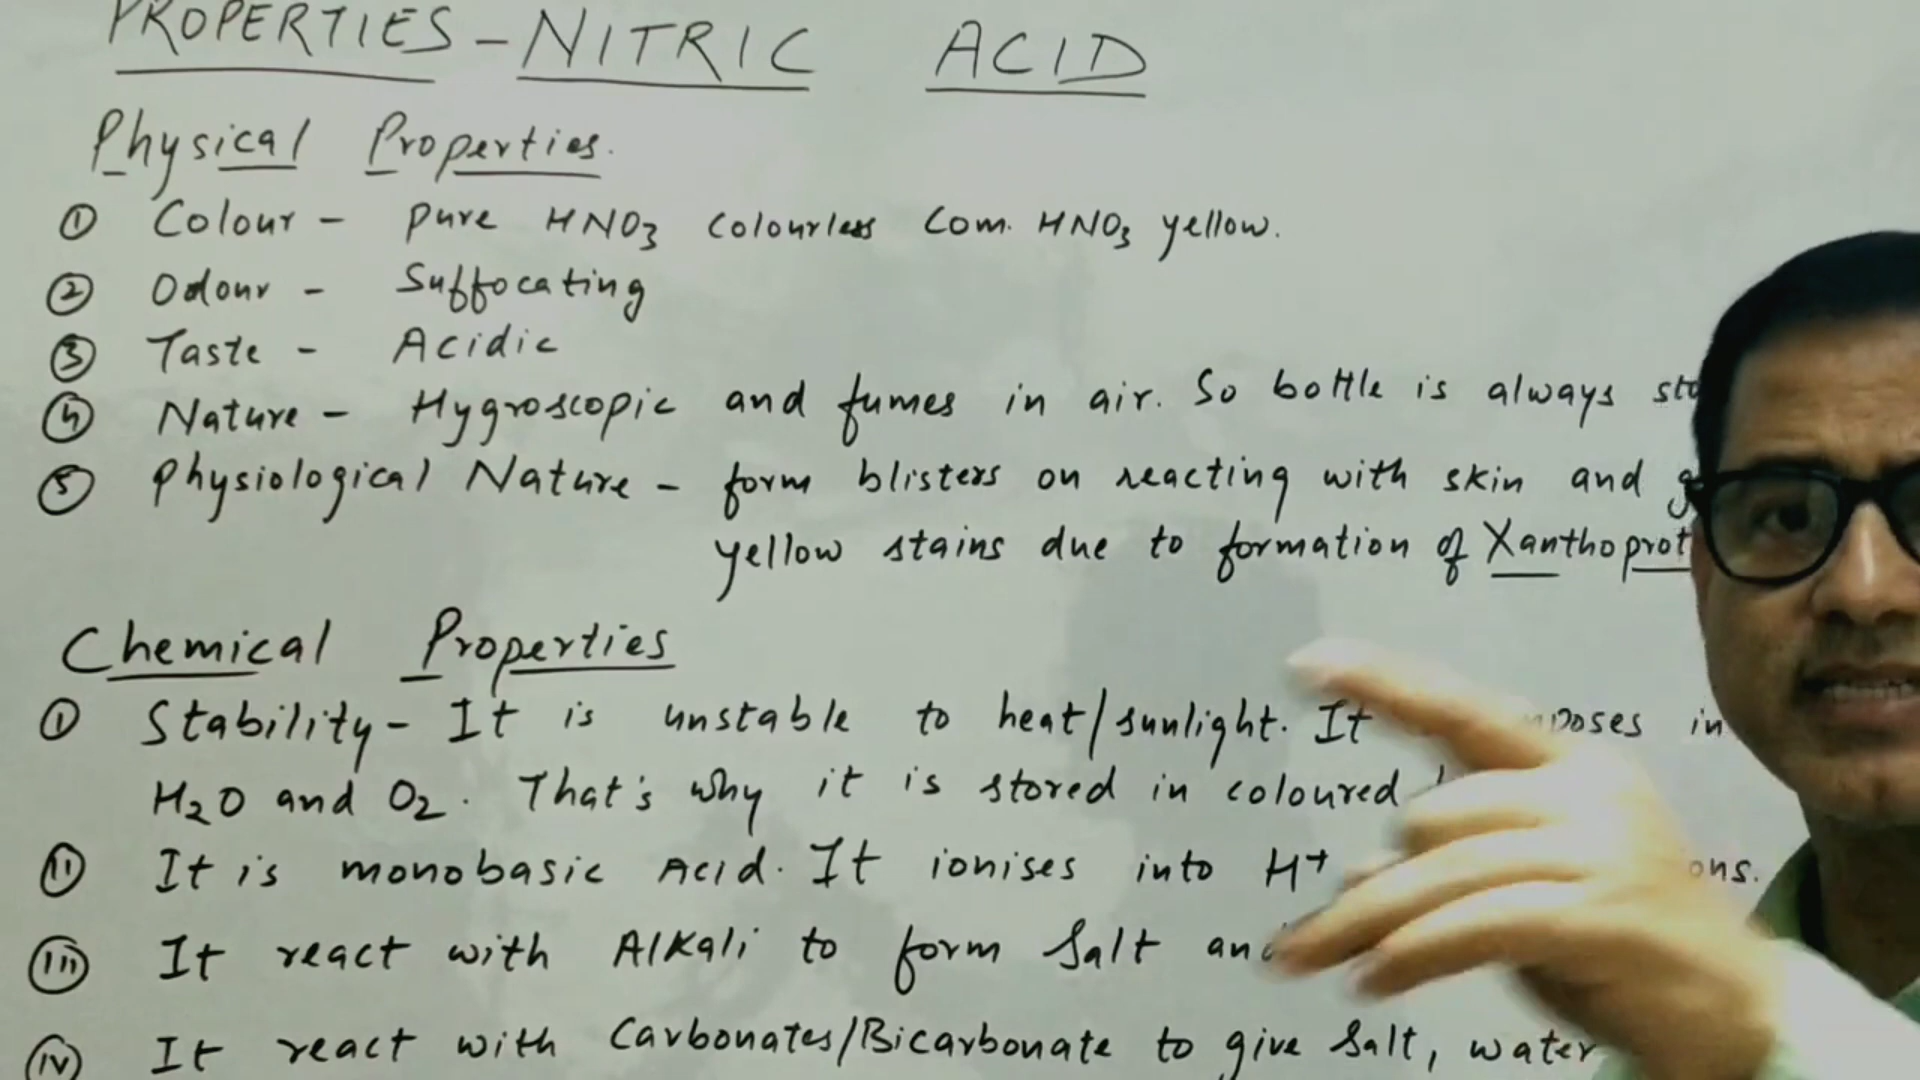 PROPERTIES - NITRIC ACID
Physical Properties.
① Colour - pure HNO3 colourless Com. HNO3 yellow.
② Odour - Suffocating
③ Taste - Acidic
④ Nature - Hygroscopic and fumes in air. So bottle is always
⑤ Physiological Nature - form blisters on reacting with skin and
yellow stains due to formation of
Chemical Properties
① Stability - It is unstable to heat/sunlight. It in
H2O and O2. That's why it is stored in coloured
(ii) It is monobasic Acid. It ionises into H+
(iii) It react with Alkali to form Salt and
(iv) It react with Carbonates/Bicarbonate to give Salt, water